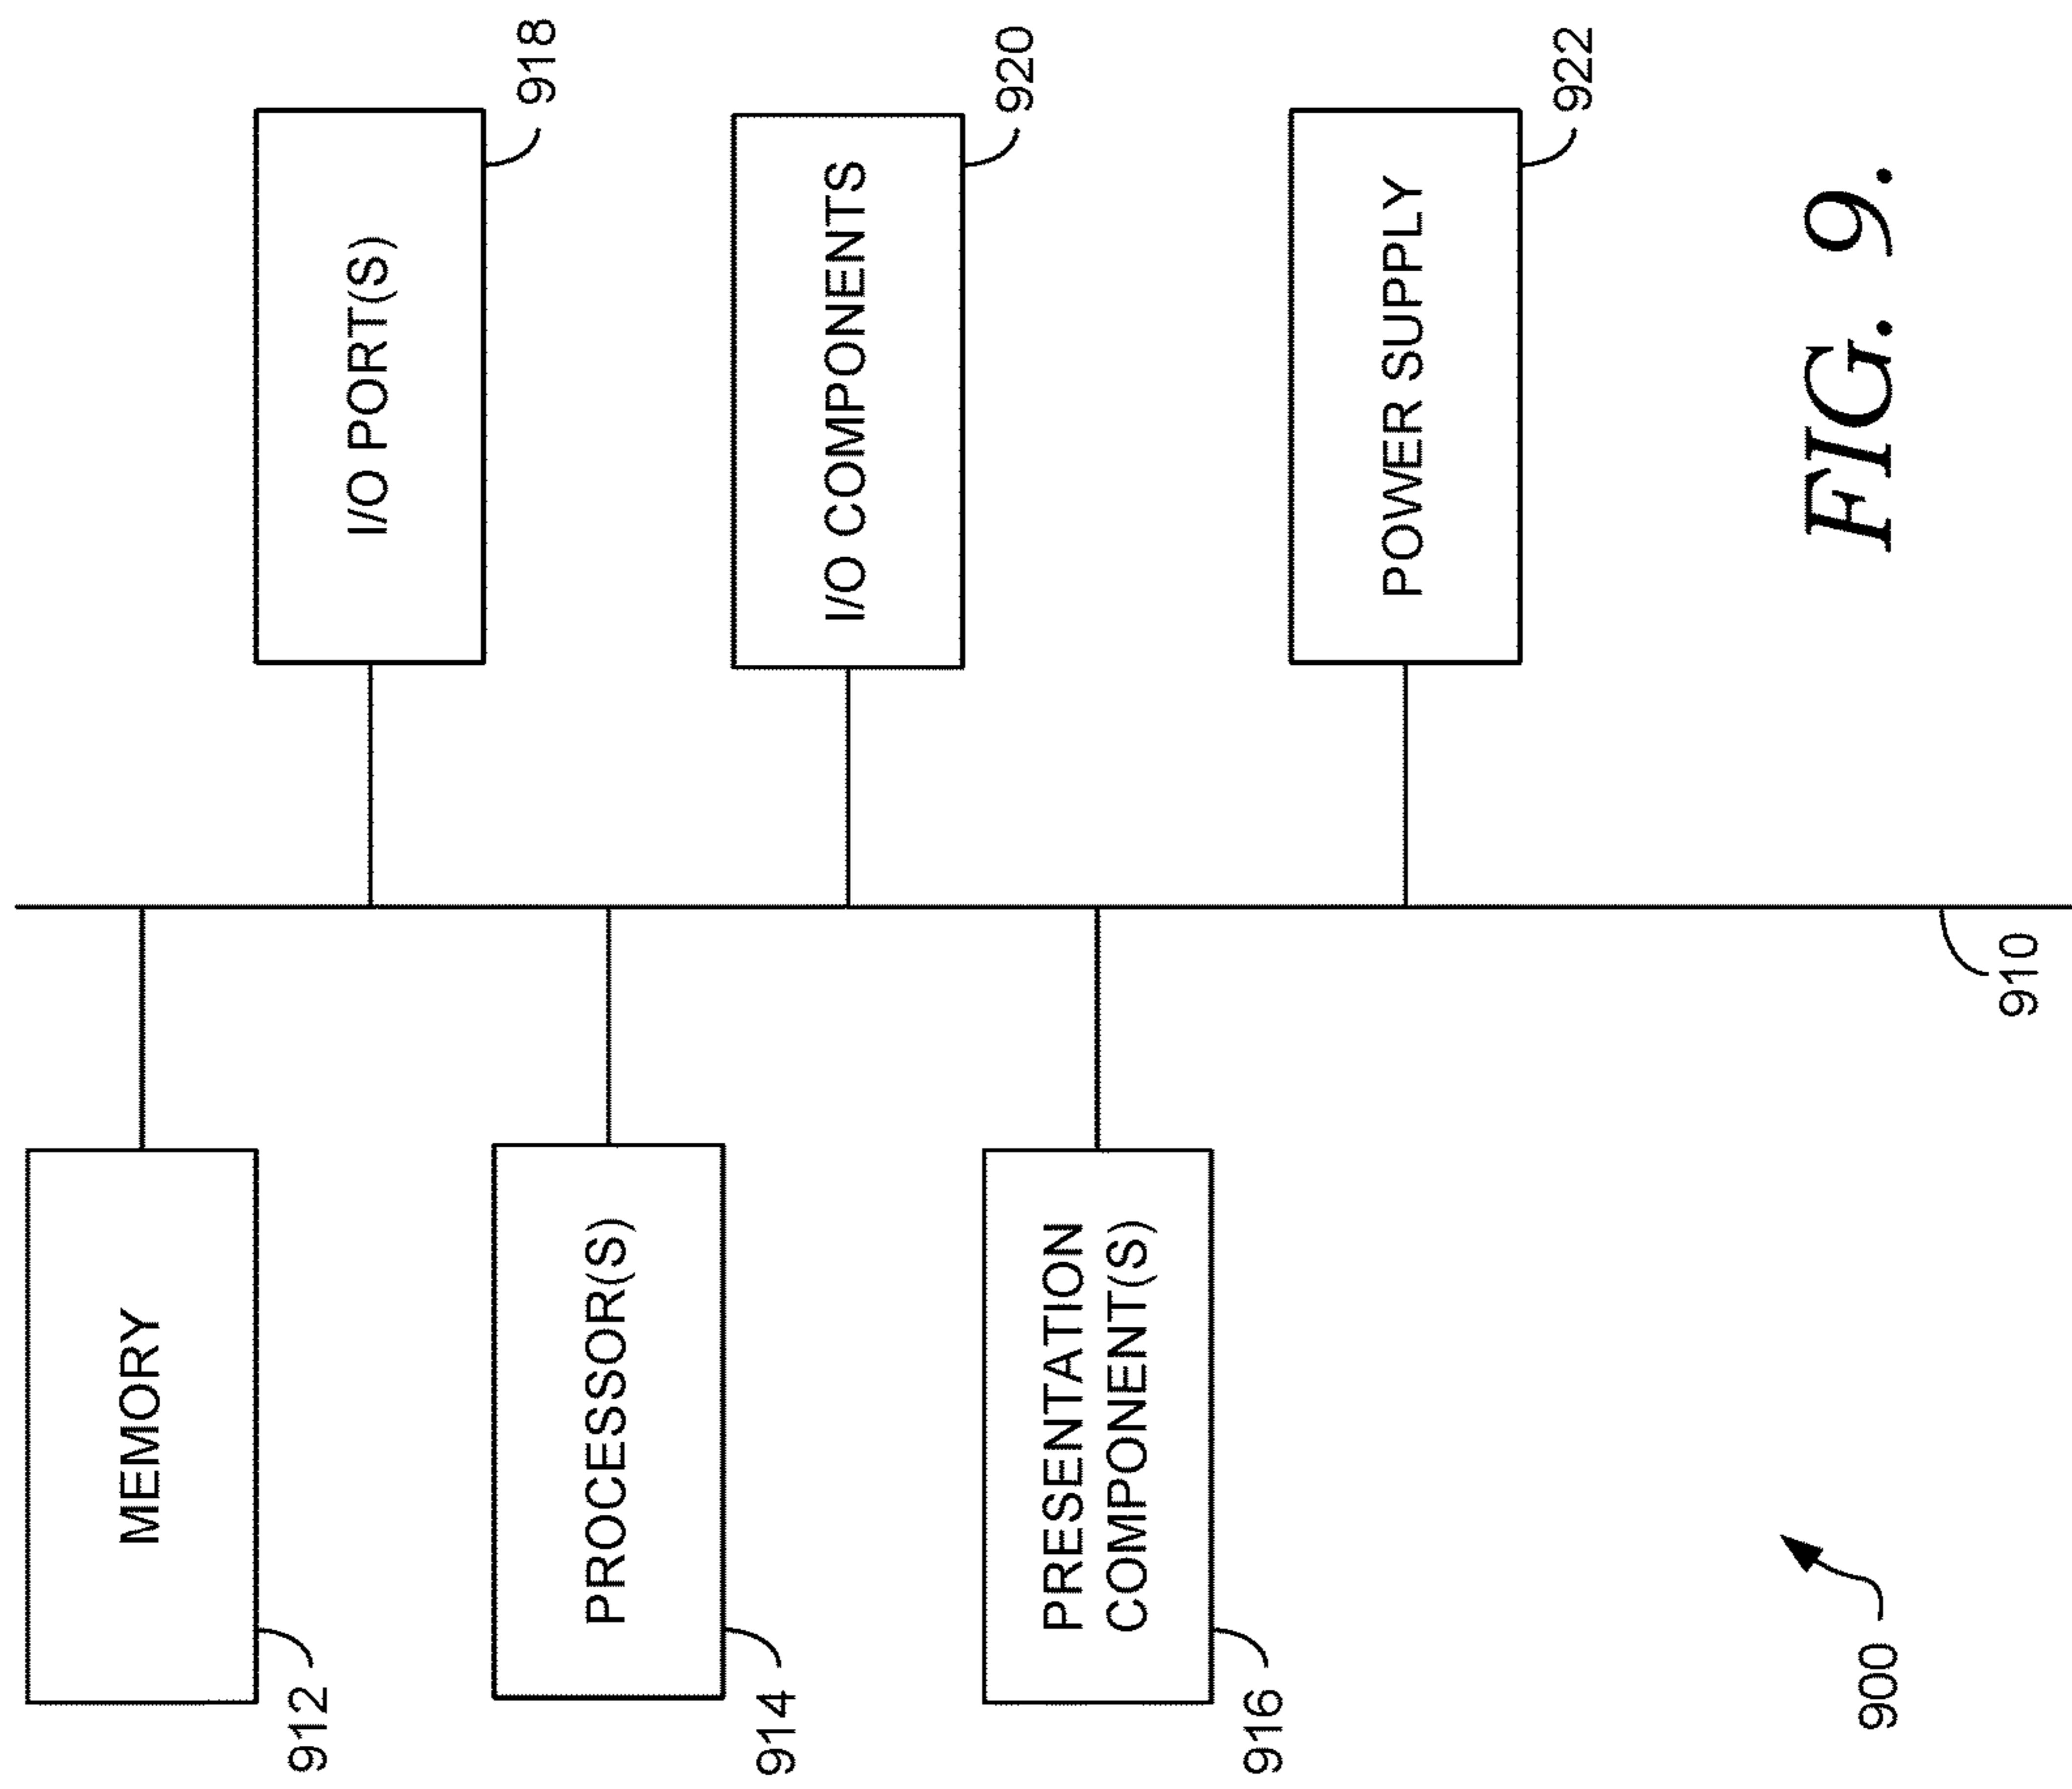 MEMORY
912
PROCESSOR(S)
914
PRESENTATION
COMPONENT(S)
916
900
I/O PORT(S)
918
I/O COMPONENTS
920
POWER SUPPLY
922
910
FIG. 9.